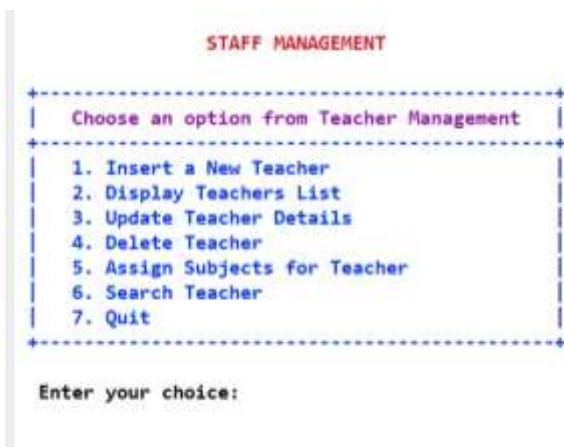 STAFF MANAGEMENT
Choose an option from Teacher Management
1. Insert a New Teacher
2. Display Teachers List
3. Update Teacher Details
4. Delete Teacher
5. Assign Subjects for Teacher
6. Search Teacher
7. Quit
Enter your choice: